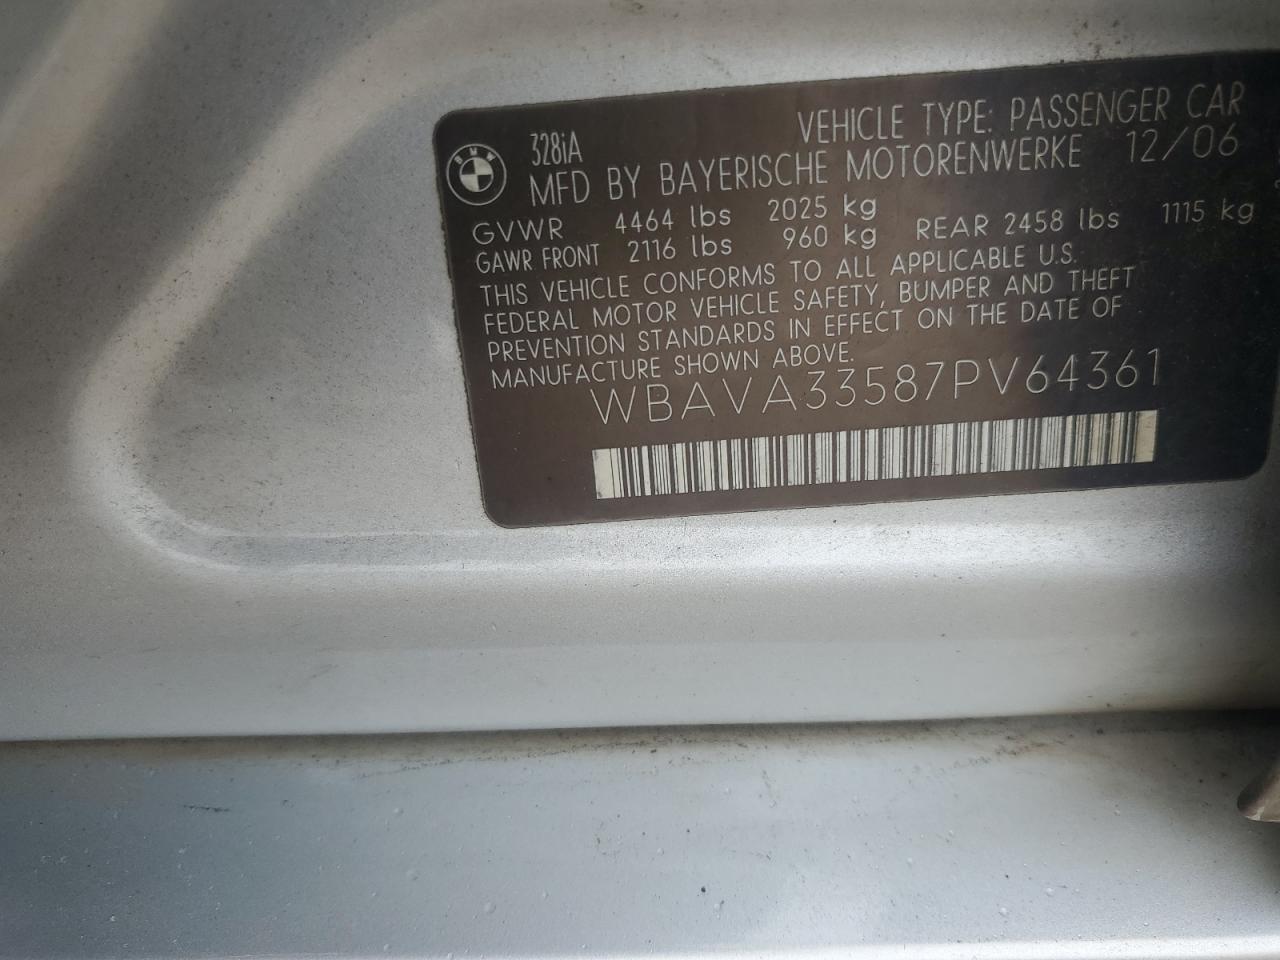 BMW
328iA VEHICLE TYPE: PASSENGER CAR
MFD BY BAYERISCHE MOTORENWERKE 12/06
GVWR 4464 lbs 2025 kg
GAWR FRONT 2116 lbs 960 kg REAR 2458 lbs 1115 kg
THIS VEHICLE CONFORMS TO ALL APPLICABLE U.S.
FEDERAL MOTOR VEHICLE SAFETY, BUMPER AND THEFT
PREVENTION STANDARDS IN EFFECT ON THE DATE OF
MANUFACTURE SHOWN ABOVE.
WBAVA33587PV64361